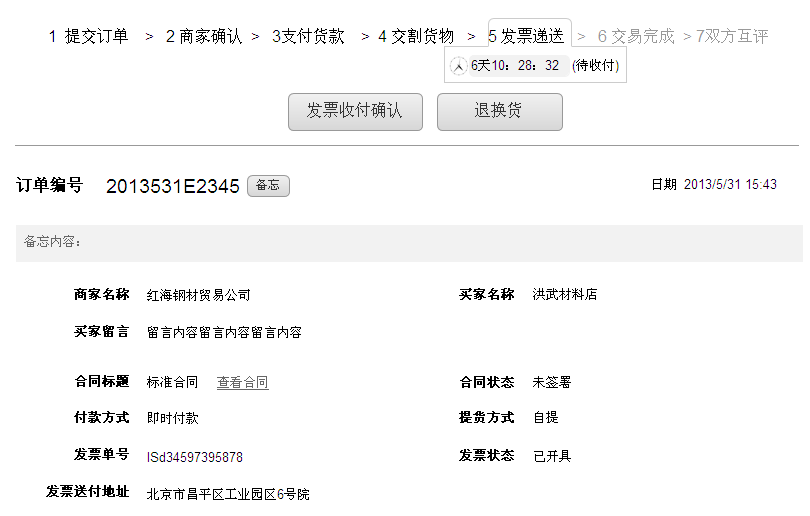 1 提交订单 > 2 商家确认 > 3支付货款 > 4 交割货物 > 5 发票递送 > 6 交易完成 > 7双方互评
6天10：28：32 (待收付)
发票收付确认 退换货
订单编号 2013531E2345 备忘 日期 2013/5/31 15:43
备忘内容：
商家名称 红海钢材贸易公司 买家名称 洪武材料店
买家留言 留言内容留言内容留言内容
合同标题 标准合同 查看合同 合同状态 未签署
付款方式 即时付款 提货方式 自提
发票单号 ISd34597395878 发票状态 已开具
发票送付地址 北京市昌平区工业园区6号院